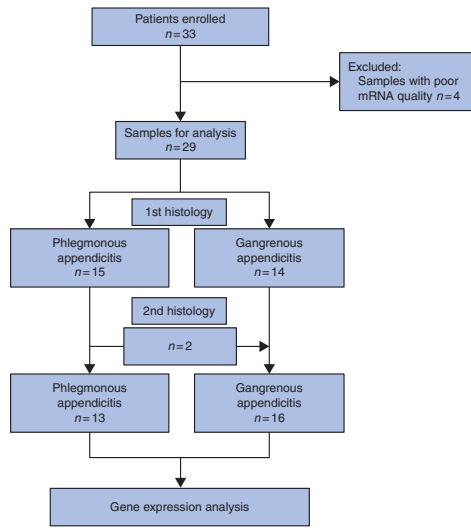 Patients enrolled
n=33
Excluded:
Samples with poor
mRNA quality n=4
Samples for analysis
n=29
1st histology
Phlegmonous
appendicitis
n=15
Gangrenous
appendicitis
n=14
2nd histology
n=2
Phlegmonous
appendicitis
n=13
Gangrenous
appendicitis
n=16
Gene expression analysis